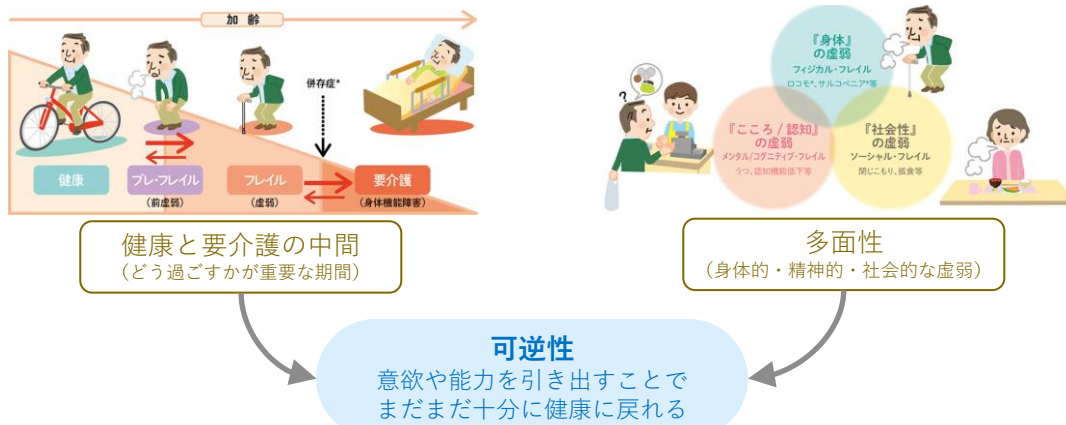 加 齢
併存症*
健康
プレ・フレイル
(前虚弱)
フレイル
(虚弱)
要介護
(身体機能障害)
?
『身体』
の虚弱
フィジカル・フレイル
ロコモ*、サルコペニア*等
『こころ / 認知』
の虚弱
メンタル/コグニティブ・フレイル
うつ、認知機能低下等
『社会性』
の虚弱
ソーシャル・フレイル
閉じこもり、孤食等
健康と要介護の中間
(どう過ごすかが重要な期間)
多面性
(身体的・精神的・社会的な虚弱)
可逆性
意欲や能力を引き出すことで
まだまだ十分に健康に戻れる